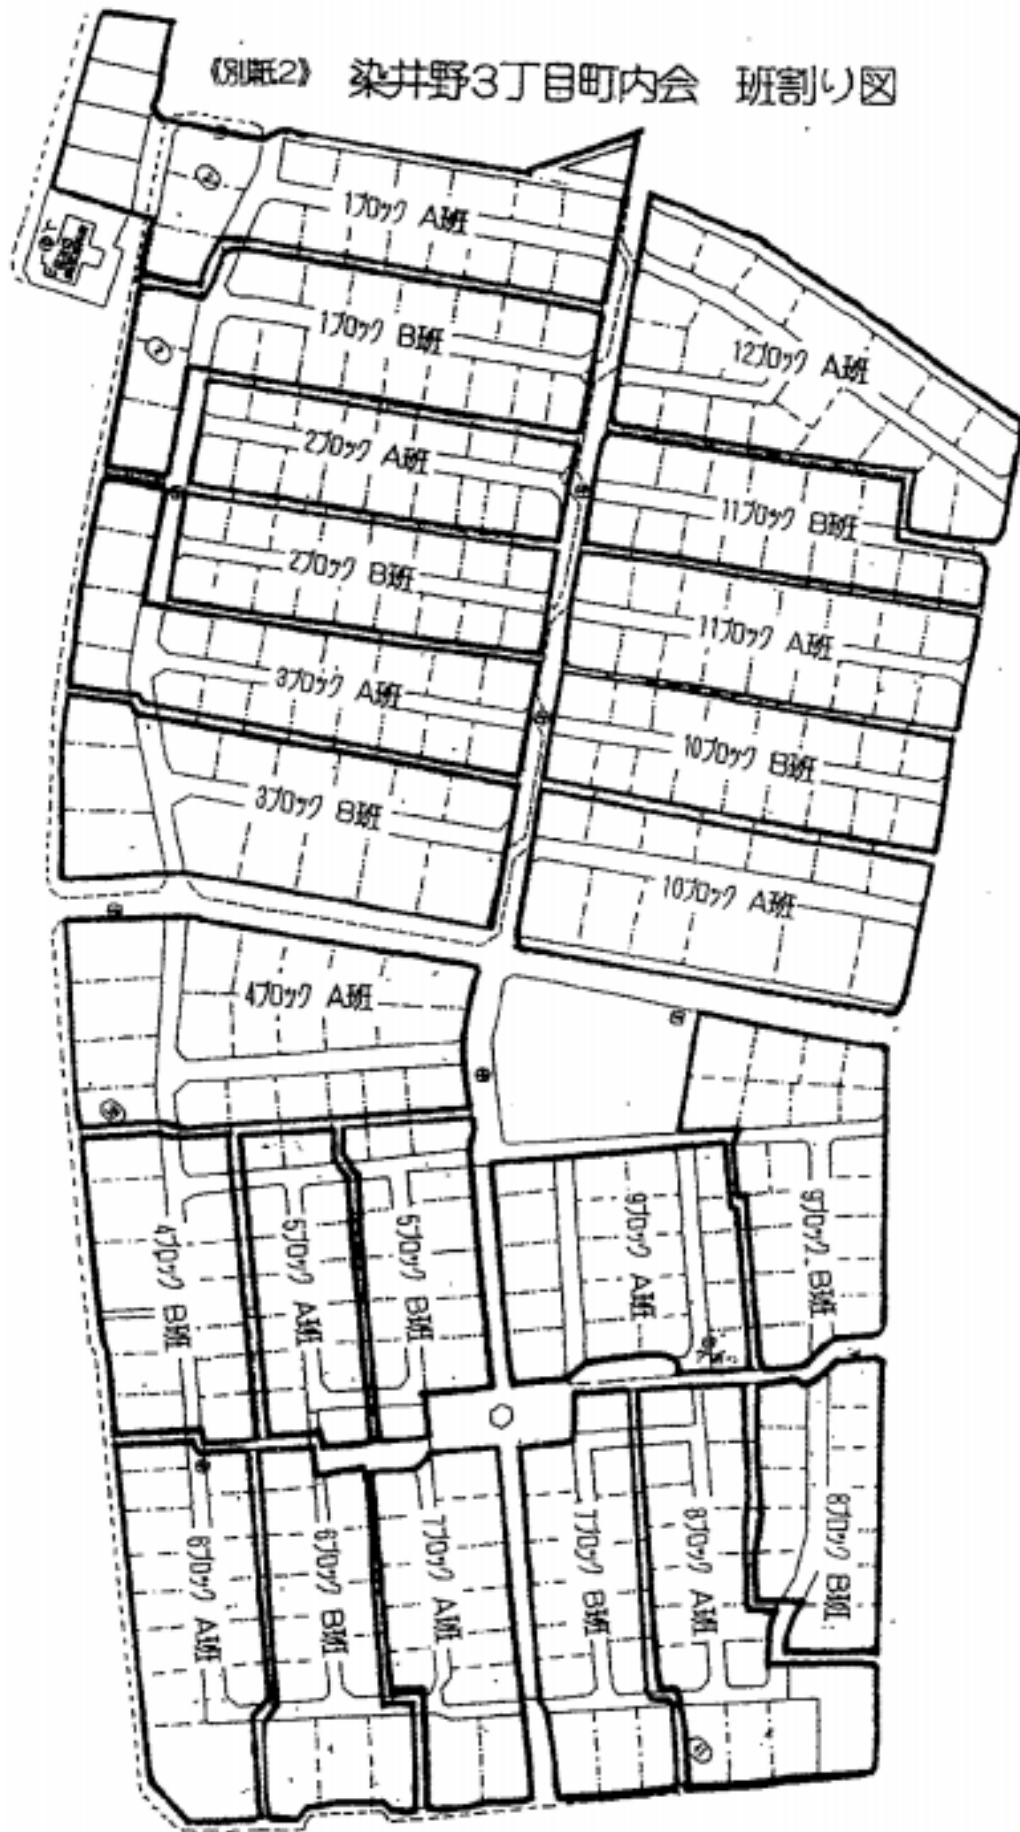 《別紙2》 染井野3丁目町内会 班割り図
1ブロック A班
1ブロック B班
12ブロック A班
2ブロック A班
11ブロック B班
2ブロック B班
11ブロック A班
3ブロック A班
10ブロック B班
3ブロック B班
10ブロック A班
4ブロック A班
4ブロック B班
5ブロック A班
5ブロック B班
9ブロック A班
9ブロック B班
6ブロック A班
6ブロック B班
7ブロック A班
7ブロック B班
8ブロック A班
8ブロック B班